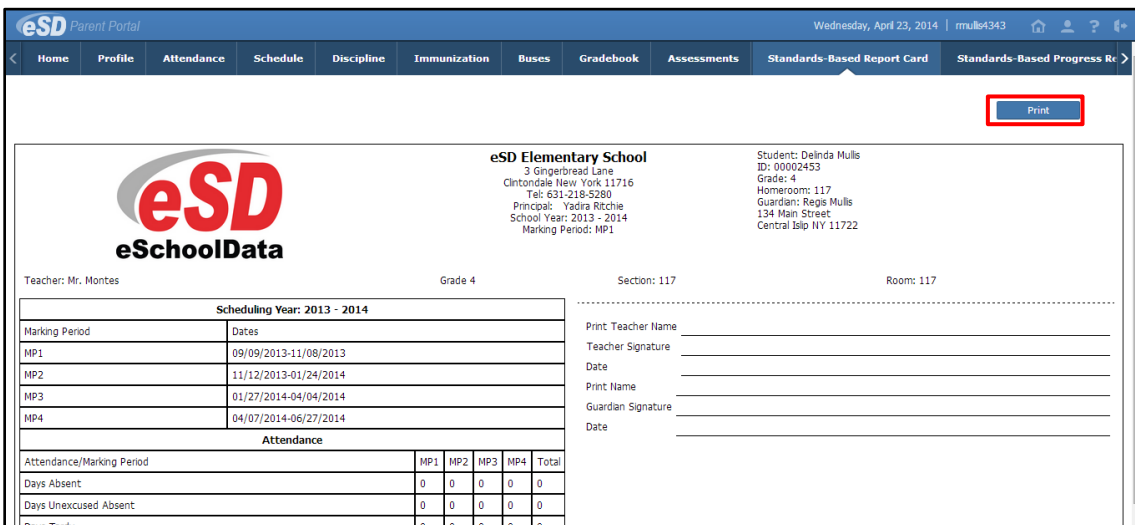 eSD Parent Portal
Wednesday, April 23, 2014 | rmullis4343 ?
Home Profile Attendance Schedule Discipline Immunization Buses Gradebook Assessments Standards-Based Report Card Standards-Based Progress Re
Print
eSD
eSchoolData
eSD Elementary School
3 Gingerbread Lane
Clintondale New York 11716
Tel: 631-218-5280
Principal: Yadira Ritchie
School Year: 2013 - 2014
Marking Period: MP1
Student: Delinda Mullis
ID: 00002453
Grade: 4
Homeroom: 117
Guardian: Regis Mullis
134 Main Street
Central Islip NY 11722
Teacher: Mr. Montes Grade 4 Section: 117 Room: 117
Scheduling Year: 2013 - 2014
Marking Period Dates
MP1 09/09/2013-11/08/2013
MP2 11/12/2013-01/24/2014
MP3 01/27/2014-04/04/2014
MP4 04/07/2014-06/27/2014
Attendance
Attendance/Marking Period MP1 MP2 MP3 MP4 Total
Days Absent 0 0 0 0 0
Days Unexcused Absent 0 0 0 0 0
Print Teacher Name
Teacher Signature
Date
Print Name
Guardian Signature
Date